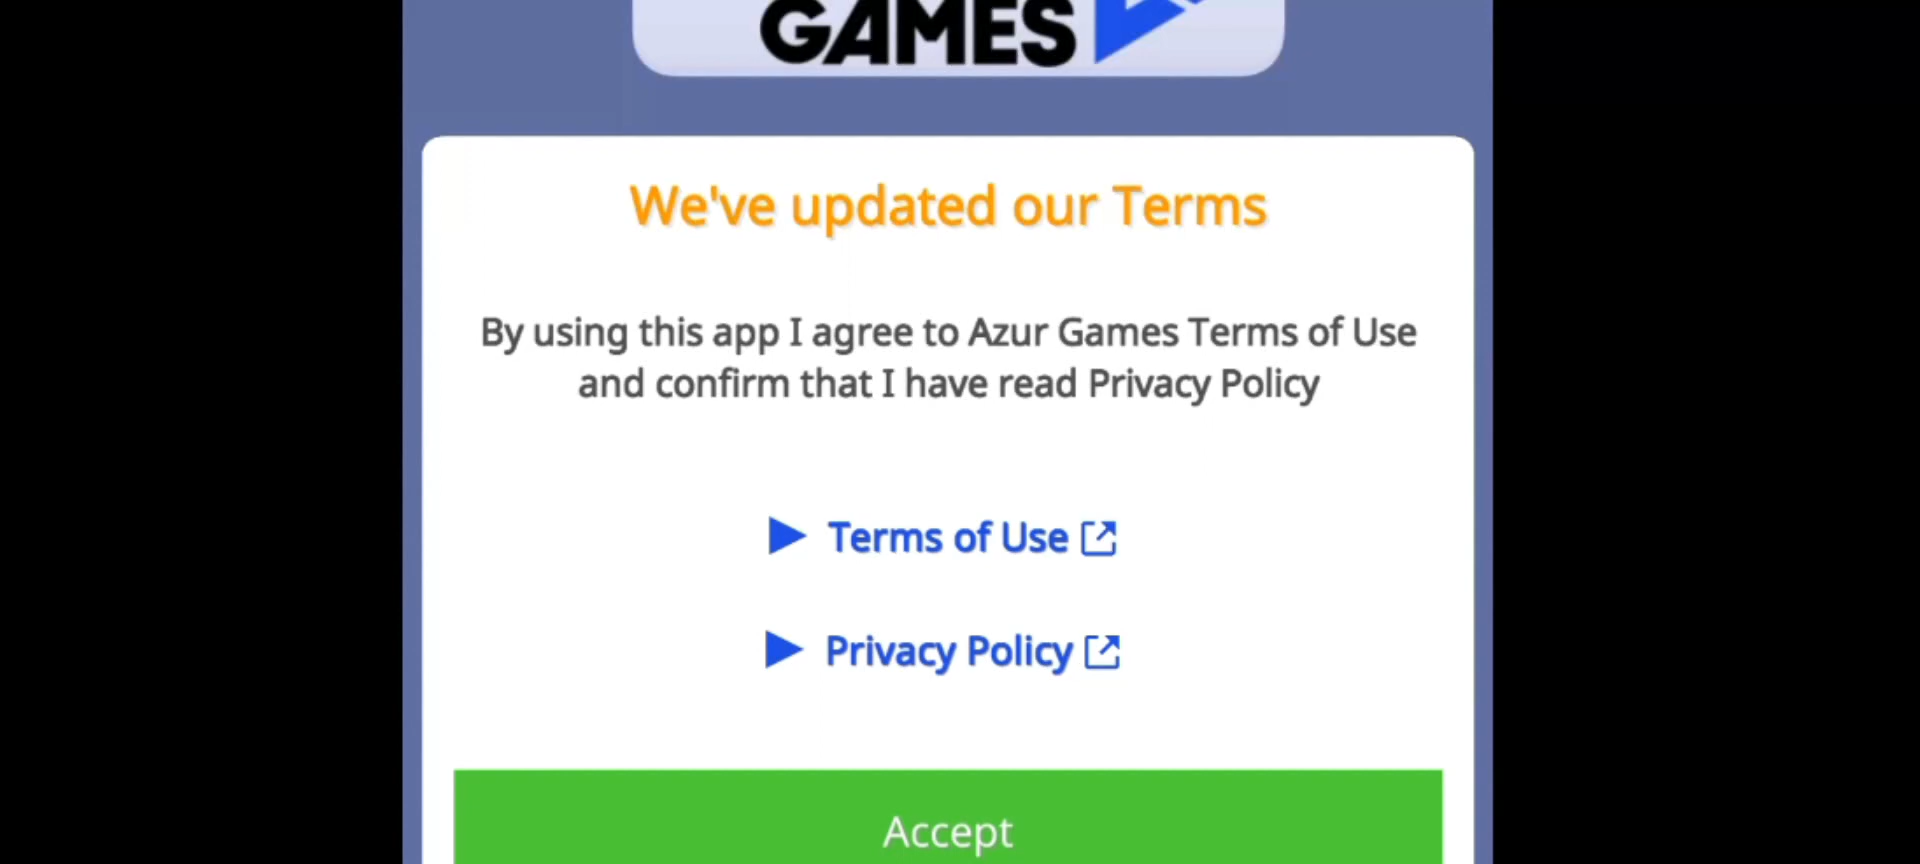 GAMES
We've updated our Terms
By using this app I agree to Azur Games Terms of Use
and confirm that I have read Privacy Policy
Terms of Use
Privacy Policy
Accept